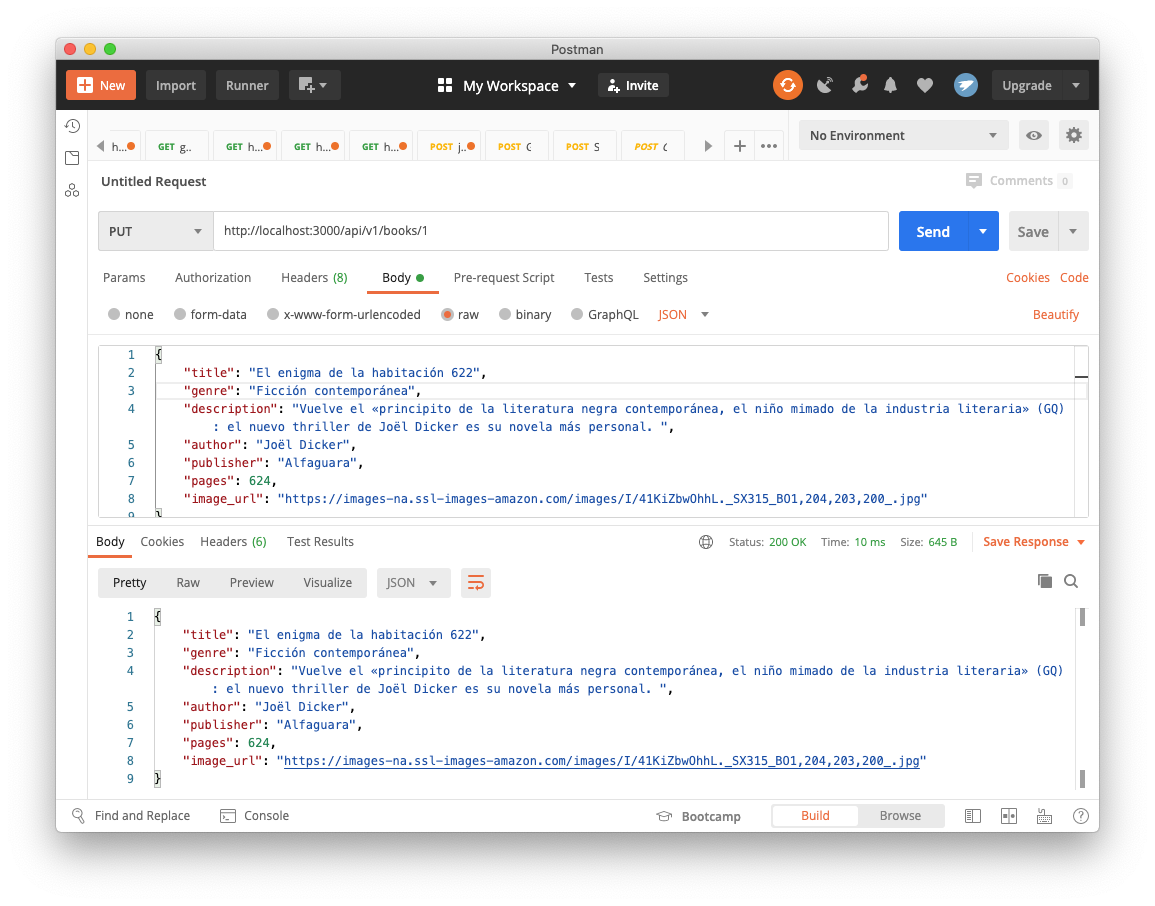 Postman
New Import Runner My Workspace Invite Upgrade
h... GET g.. GET h... GET h... GET h... POST j.. POST POST S POST No Environment
Untitled Request Comments 0
PUT http://localhost:3000/api/v1/books/1 Send Save
Params Authorization Headers (8) Body Pre-request Script Tests Settings Cookies Code
none form-data x-www-form-urlencoded raw binary GraphQL JSON Beautify
1 {
2 "title": "El enigma de la habitación 622",
3 "genre": "Ficción contemporánea",
4 "description": "Vuelve el «principito de la literatura negra contemporánea, el niño mimado de la industria literaria» (GQ)
: el nuevo thriller de Joël Dicker es su novela más personal. ",
5 "author": "Joël Dicker",
6 "publisher": "Alfaguara",
7 "pages": 624,
8 "image_url": "https://images-na.ssl-images-amazon.com/images/I/41KiZbwOhhL._SX315_BO1,204,203,200_.jpg"
9 }
Body Cookies Headers (6) Test Results Status: 200 OK Time: 10 ms Size: 645 B Save Response
Pretty Raw Preview Visualize JSON
1 {
2 "title": "El enigma de la habitación 622",
3 "genre": "Ficción contemporánea",
4 "description": "Vuelve el «principito de la literatura negra contemporánea, el niño mimado de la industria literaria» (GQ)
: el nuevo thriller de Joël Dicker es su novela más personal. ",
5 "author": "Joël Dicker",
6 "publisher": "Alfaguara",
7 "pages": 624,
8 "image_url": "https://images-na.ssl-images-amazon.com/images/I/41KiZbwOhhL._SX315_BO1,204,203,200_.jpg"
9 }
Find and Replace Console Bootcamp Build Browse